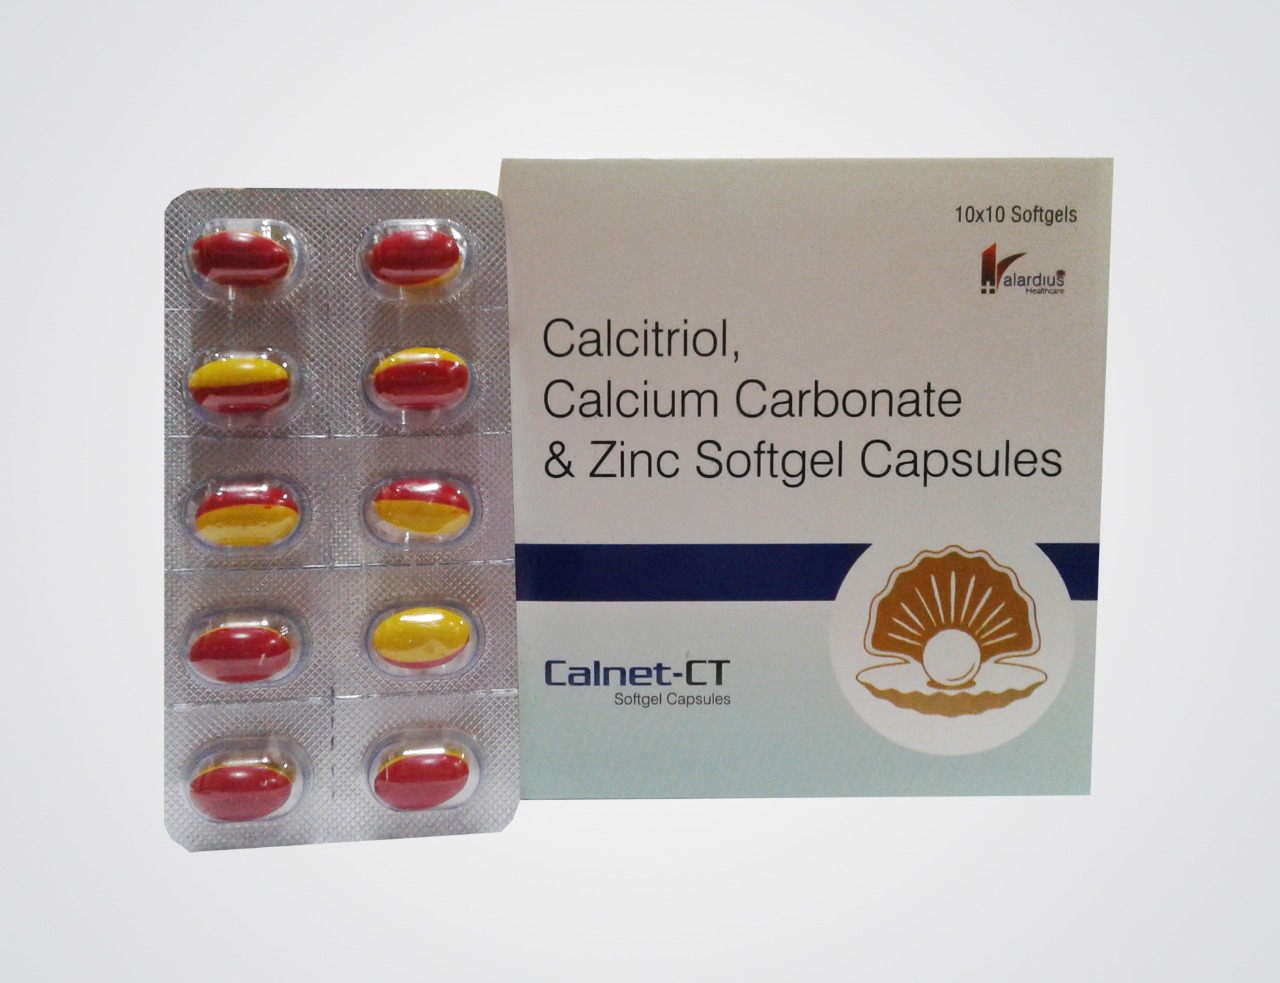 10x10 Softgels
alardius
Healthcare
Calcitriol,
Calcium Carbonate
& Zinc Softgel Capsules
Calnet-CT
Softgel Capsules